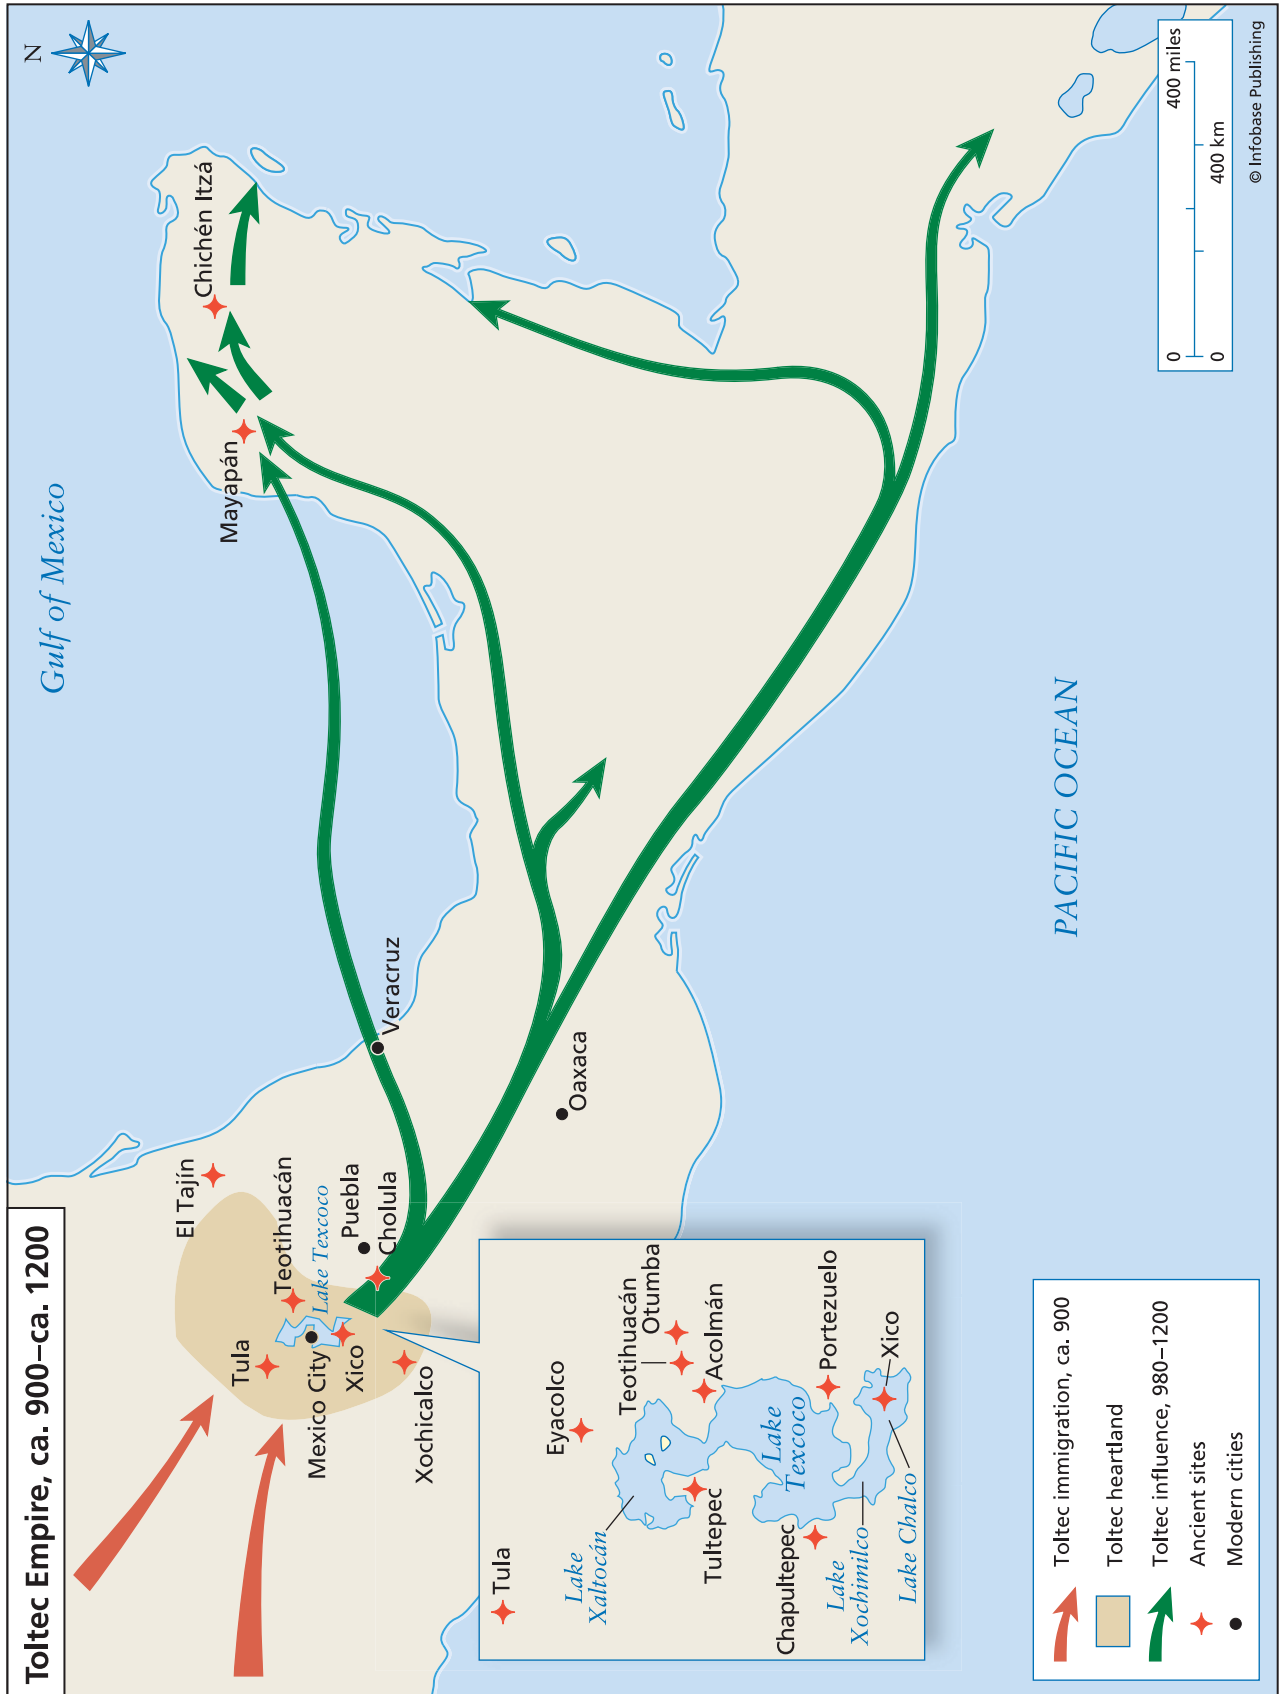 Toltec Empire, ca. 900–ca. 1200
N
Gulf of Mexico
Chichén Itzá
Mayapán
Veracruz
Oaxaca
El Tajín
Teotihuacán
Lake Texcoco
Puebla
Cholula
Tula
Mexico City
Xico
Xochicalco
PACIFIC OCEAN
Tula
Eyacolco
Lake
Xaltocán
Teotihuacán
Otumba
Acolmán
Tultepec
Lake
Texcoco
Chapultepec
Portezuelo
Lake
Xochimilco
Xico
Lake Chalco
Toltec immigration, ca. 900
Toltec heartland
Toltec influence, 980–1200
Ancient sites
Modern cities
0 400 miles
0 400 km
© Infobase Publishing